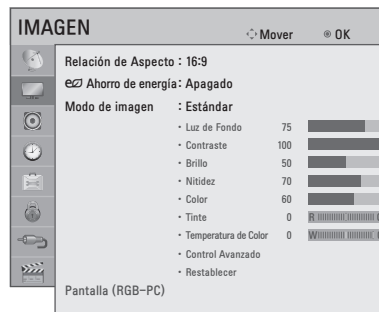 IMAGEN Mover OK
Relación de Aspecto : 16:9
Ahorro de energía : Apagado
Modo de imagen : Estándar
• Luz de Fondo 75
• Contraste 100
• Brillo 50
• Nitidez 70
• Color 60
• Tinte 0 R
• Temperatura de Color 0 W
• Control Avanzado
• Restablecer
Pantalla (RGB-PC)